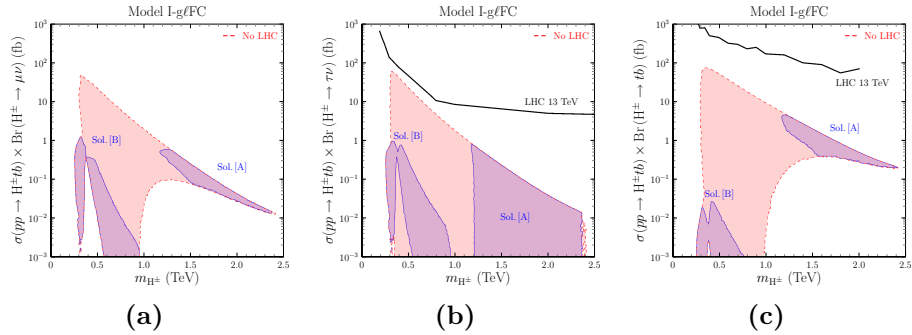 Model I-gℓFC
No LHC
Sol. [B]
Sol. [A]
10³
10²
10
1
10⁻¹
10⁻²
10⁻³
σ(pp → H±tb) × Br (H± → μν) (fb)
0 0.5 1.0 1.5 2.0 2.5
m_H± (TeV)
(a)
Model I-gℓFC
No LHC
LHC 13 TeV
Sol. [B]
Sol. [A]
10³
10²
10
1
10⁻¹
10⁻²
10⁻³
σ(pp → H±tb) × Br (H± → τν) (fb)
0 0.5 1.0 1.5 2.0 2.5
m_H± (TeV)
(b)
Model I-gℓFC
No LHC
LHC 13 TeV
Sol. [A]
Sol. [B]
10³
10²
10
1
10⁻¹
10⁻²
10⁻³
σ(pp → H±tb) × Br (H± → tb) (fb)
0 0.5 1.0 1.5 2.0 2.5
m_H± (TeV)
(c)